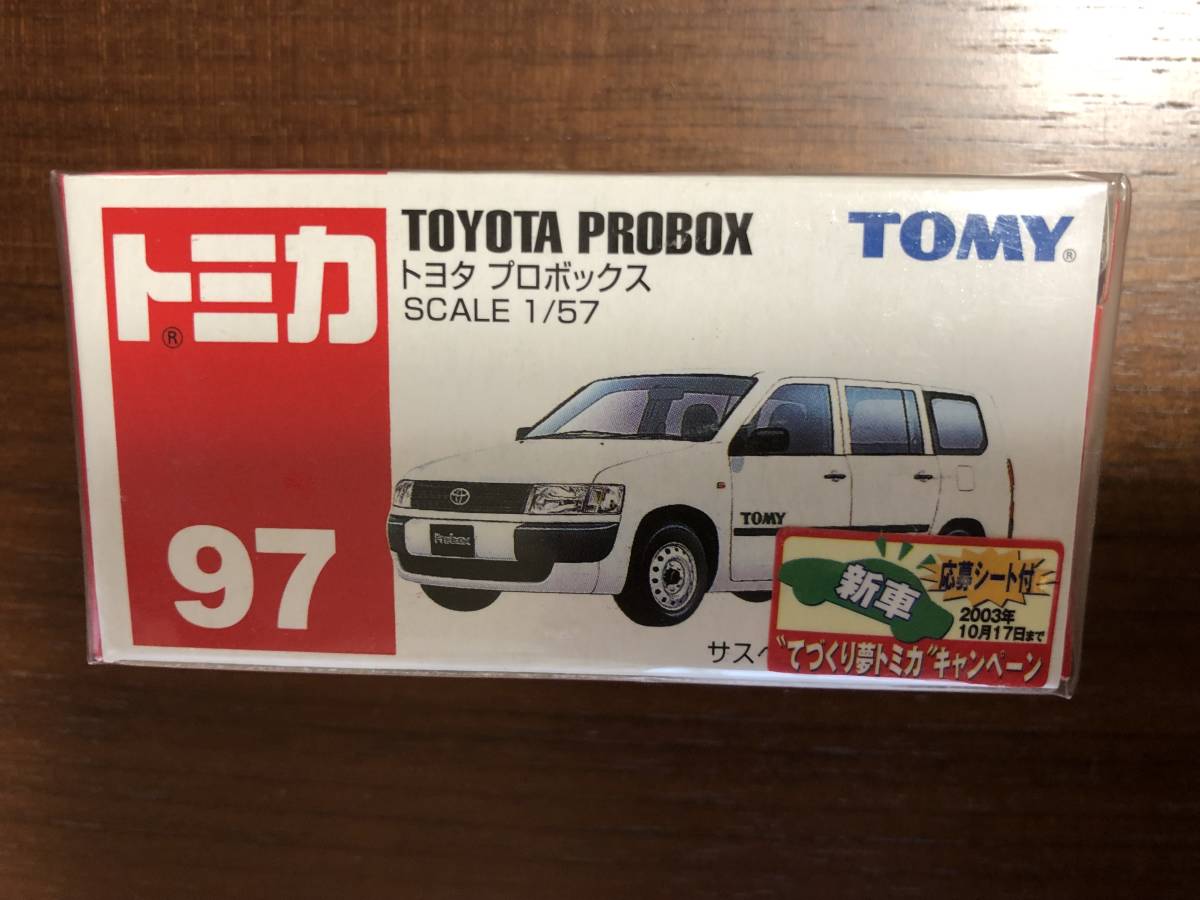 トミカ®
97
TOYOTA PROBOX
トヨタ プロボックス
SCALE 1/57
TOMY®
Probox
TOMY
サスペ
新車
応募シート付
2003年
10月17日まで
"てづくり夢トミカ"キャンペーン